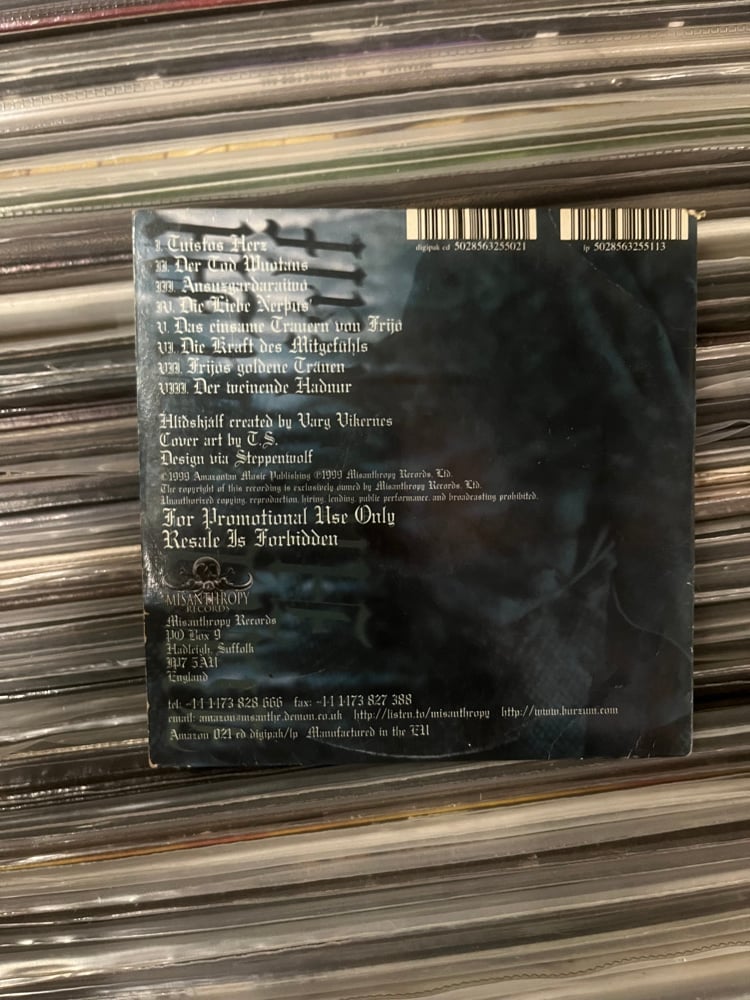 digipak cd 5028563255021
lp 5028563255113
I. Tuistos Herz
II. Der Tod Wuotans
III. Ansuzgardaraiwô
IV. Die Liebe Nerþus'
V. Das einsame Trauern von Frijô
VI. Die Kraft des Mitgefühls
VII. Frijôs goldene Tränen
VIII. Der weinende Hadnur
Hlidskjálf created by Varg Vikernes
Cover art by T.S.
Design via Steppenwolf
©1999 Amazonian Music Publishing ℗1999 Misanthropy Records, Ltd.
The copyright of this recording is exclusively owned by Misanthropy Records, Ltd.
Unauthorized copying, reproduction, hiring, lending, public performance, and broadcasting prohibited.
For Promotional Use Only
Resale Is Forbidden
MISANTHROPY
RECORDS
Misanthropy Records
PO Box 9
Hadleigh, Suffolk
IP7 5AU
England
tel: +44 1473 828 666 fax: +44 1473 827 388
email: amazon@misanthr.demon.co.uk http://listen.to/misanthropy http://www.burzum.com
Amazon 021 cd digipak/lp Manufactured in the EU